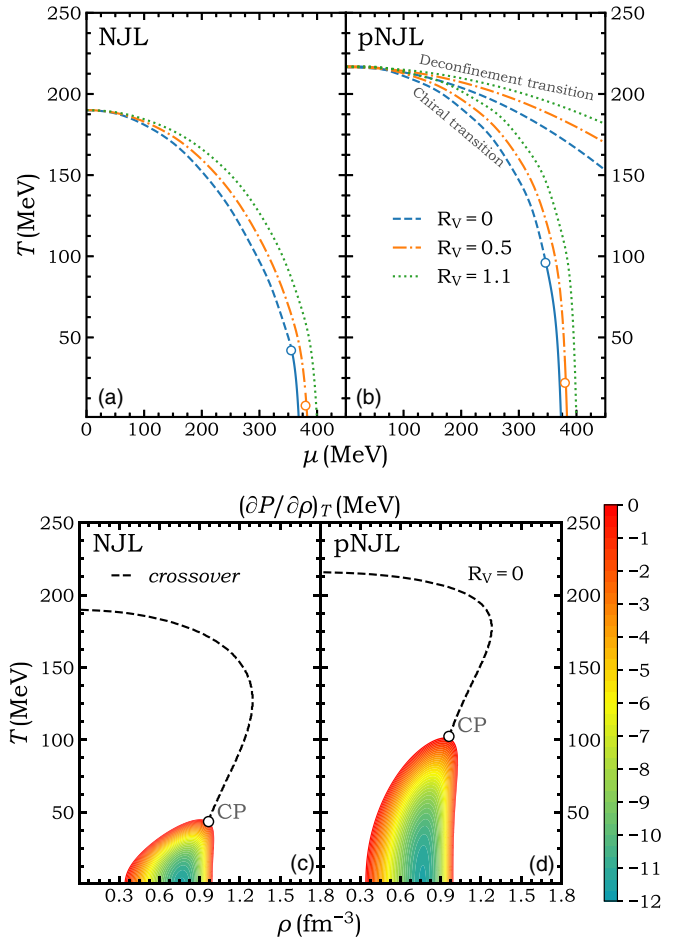 250
200
150
100
50
T (MeV)
NJL
(a)
0
100
200
300
400
μ (MeV)
pNJL
Deconfinement transition
Chiral transition
R_V = 0
R_V = 0.5
R_V = 1.1
(b)
100
200
300
400
250
200
150
100
50
(∂P/∂ρ)_T (MeV)
250
200
150
100
50
T (MeV)
NJL
crossover
CP
(c)
0.3
0.6
0.9
1.2
1.5
1.8
ρ (fm⁻³)
pNJL
R_V = 0
CP
(d)
0.3
0.6
0.9
1.2
1.5
1.8
250
200
150
100
50
0
−1
−2
−3
−4
−5
−6
−7
−8
−9
−10
−11
−12